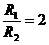 R₁/R₂ = 2